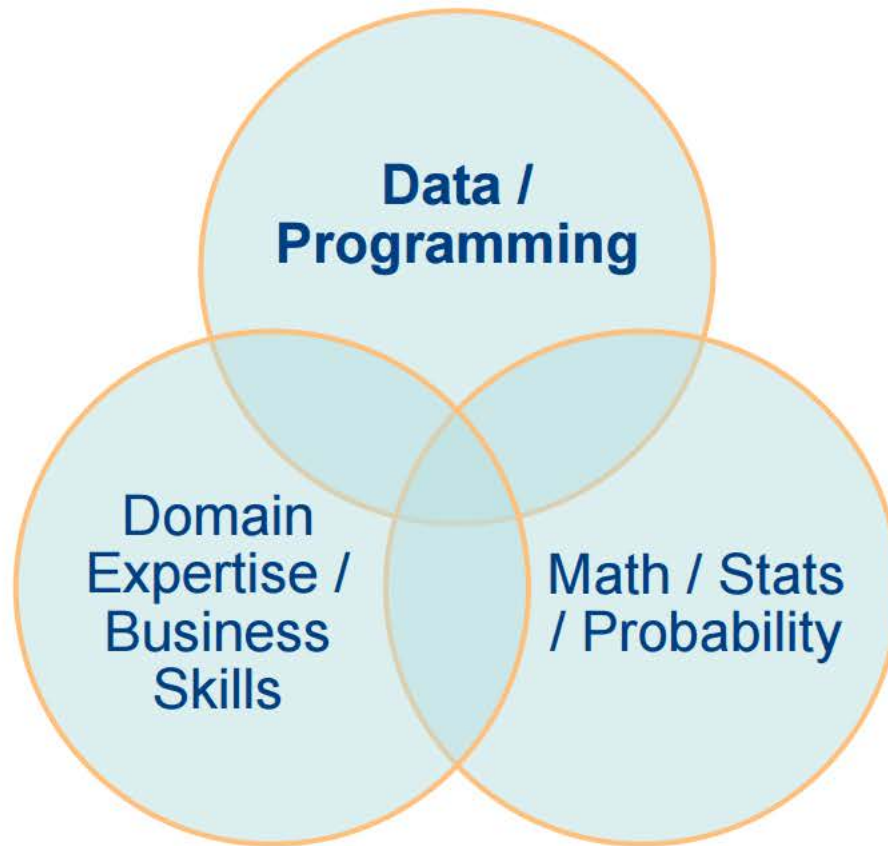 Data /
Programming
Domain
Expertise /
Business
Skills
Math / Stats
/ Probability